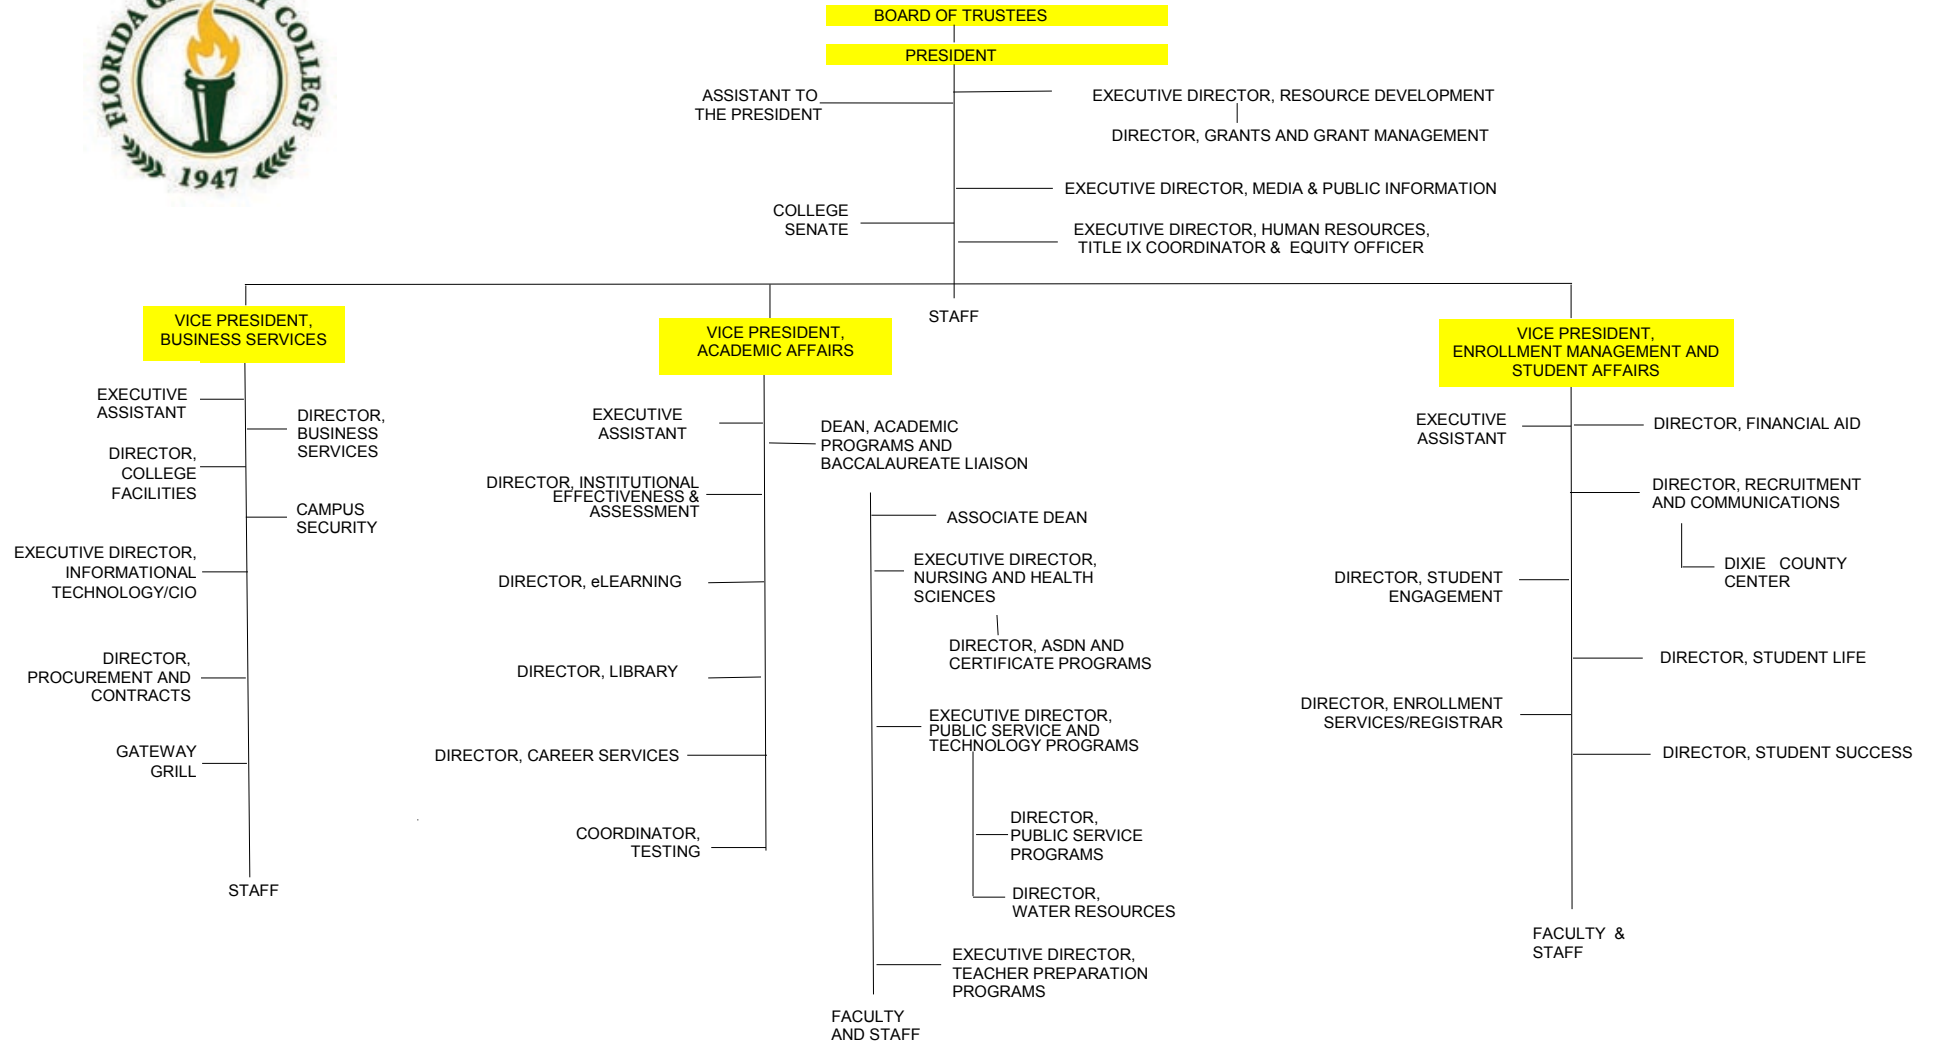 FLORIDA G COLLEGE
1947
BOARD OF TRUSTEES
PRESIDENT
ASSISTANT TO
THE PRESIDENT
EXECUTIVE DIRECTOR, RESOURCE DEVELOPMENT
DIRECTOR, GRANTS AND GRANT MANAGEMENT
EXECUTIVE DIRECTOR, MEDIA & PUBLIC INFORMATION
COLLEGE
SENATE
EXECUTIVE DIRECTOR, HUMAN RESOURCES,
TITLE IX COORDINATOR & EQUITY OFFICER
STAFF
VICE PRESIDENT,
BUSINESS SERVICES
EXECUTIVE
ASSISTANT
DIRECTOR,
BUSINESS
SERVICES
DIRECTOR,
COLLEGE
FACILITIES
CAMPUS
SECURITY
EXECUTIVE DIRECTOR,
INFORMATIONAL
TECHNOLOGY/CIO
DIRECTOR,
PROCUREMENT AND
CONTRACTS
GATEWAY
GRILL
STAFF
VICE PRESIDENT,
ACADEMIC AFFAIRS
EXECUTIVE
ASSISTANT
DIRECTOR, INSTITUTIONAL
EFFECTIVENESS &
ASSESSMENT
DIRECTOR, eLEARNING
DIRECTOR, LIBRARY
DIRECTOR, CAREER SERVICES
COORDINATOR,
TESTING
DEAN, ACADEMIC
PROGRAMS AND
BACCALAUREATE LIAISON
ASSOCIATE DEAN
EXECUTIVE DIRECTOR,
NURSING AND HEALTH
SCIENCES
DIRECTOR, ASDN AND
CERTIFICATE PROGRAMS
EXECUTIVE DIRECTOR,
PUBLIC SERVICE AND
TECHNOLOGY PROGRAMS
DIRECTOR,
PUBLIC SERVICE
PROGRAMS
DIRECTOR,
WATER RESOURCES
EXECUTIVE DIRECTOR,
TEACHER PREPARATION
PROGRAMS
FACULTY
AND STAFF
VICE PRESIDENT,
ENROLLMENT MANAGEMENT AND
STUDENT AFFAIRS
EXECUTIVE
ASSISTANT
DIRECTOR, FINANCIAL AID
DIRECTOR, RECRUITMENT
AND COMMUNICATIONS
DIXIE COUNTY
CENTER
DIRECTOR, STUDENT
ENGAGEMENT
DIRECTOR, STUDENT LIFE
DIRECTOR, ENROLLMENT
SERVICES/REGISTRAR
DIRECTOR, STUDENT SUCCESS
FACULTY &
STAFF